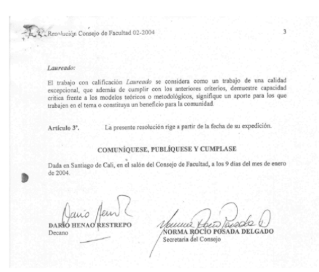 Resolución Consejo de Facultad 02-2004
3
Laureado:
El trabajo con calificación Laureado se considera como un trabajo de una calidad
excepcional, que además de cumplir con los anteriores criterios, demuestre capacidad
crítica frente a los modelos teóricos o metodológicos, signifique un aporte para los que
trabajen en el tema o constituya un beneficio para la comunidad.
Artículo 3°. La presente resolución rige a partir de la fecha de su expedición.
COMUNÍQUESE, PUBLÍQUESE Y CUMPLASE
Dada en Santiago de Cali, en el salón del Consejo de Facultad, a los 9 días del mes de enero
de 2004.
DARÍO HENAO RESTREPO
Decano
NORMA ROCIO POSADA DELGADO
Secretaria del Consejo